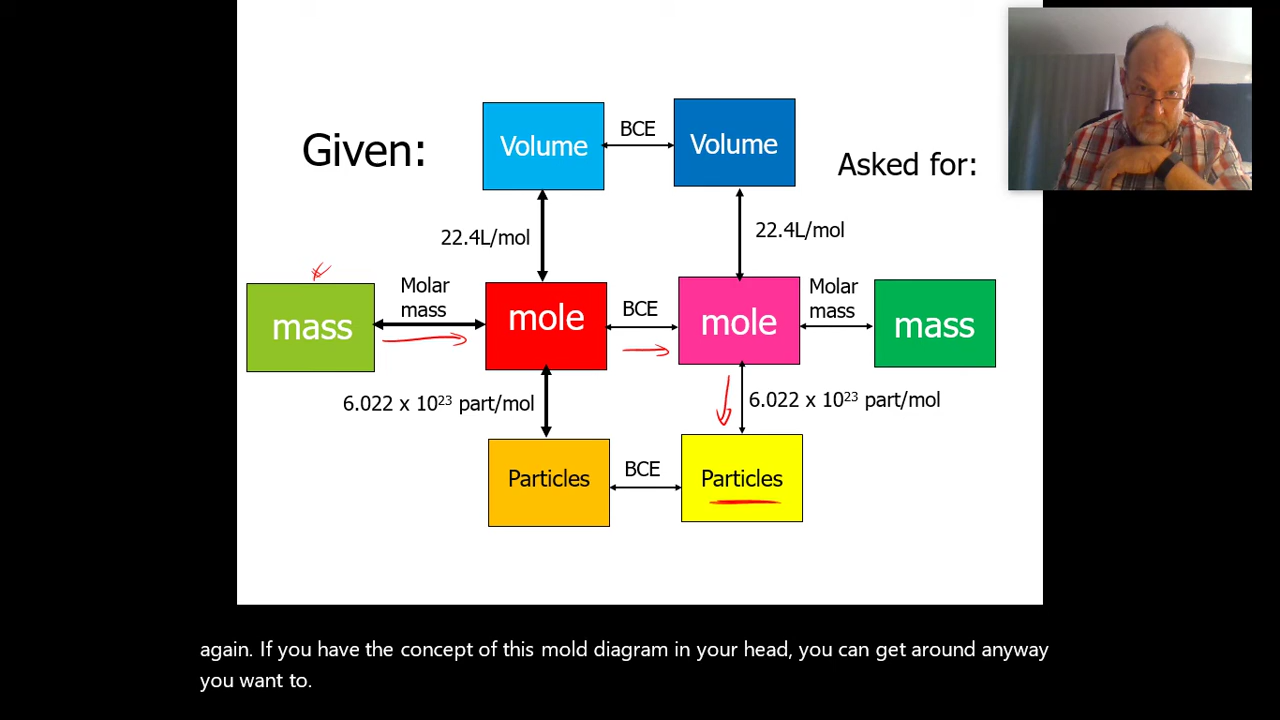 Given:
Volume
BCE
Volume
Asked for:
22.4L/mol
22.4L/mol
mass
Molar
mass
mole
BCE
mole
Molar
mass
mass
6.022 x 10²³ part/mol
6.022 x 10²³ part/mol
Particles
BCE
Particles
again. If you have the concept of this mold diagram in your head, you can get around anyway
you want to.